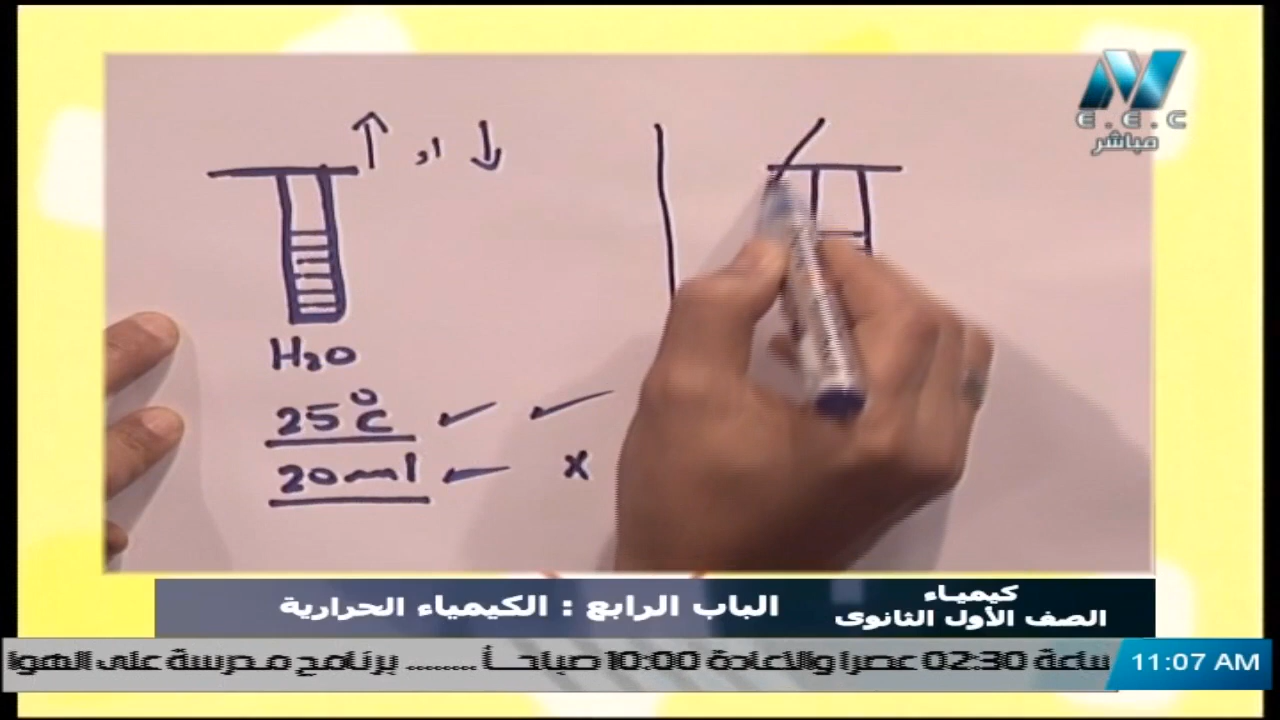 E.E.C
مباشر
↑ او ↓
H2O
25°C ✓ ✓
20ml ✓ x
كيمياء
الصف الأول الثانوى
الباب الرابع : الكيمياء الحرارية
ساعة 02:30 عصرا والاعادة 10:00 صباحـــأ ........ برنامج مدرسة على الهوا
11:07 AM